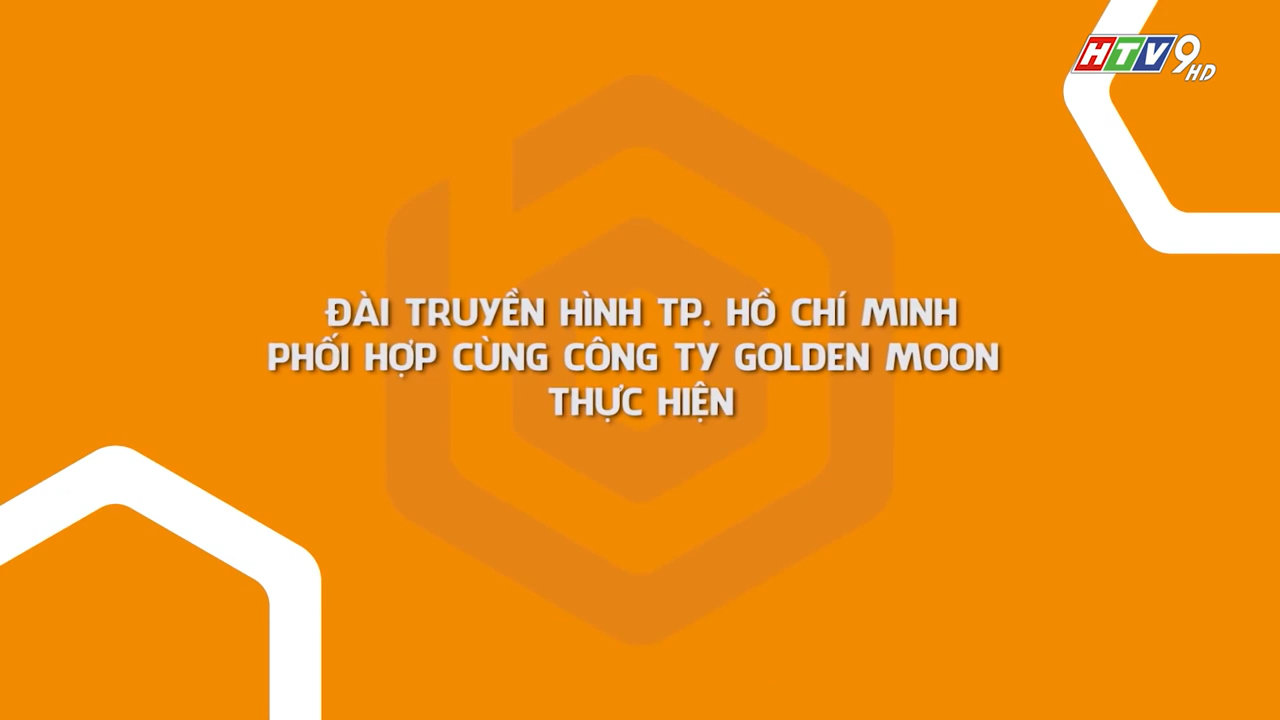 HTV9
HD
ĐÀI TRUYỀN HÌNH TP. HỒ CHÍ MINH
PHỐI HỢP CÙNG CÔNG TY GOLDEN MOON
THỰC HIỆN